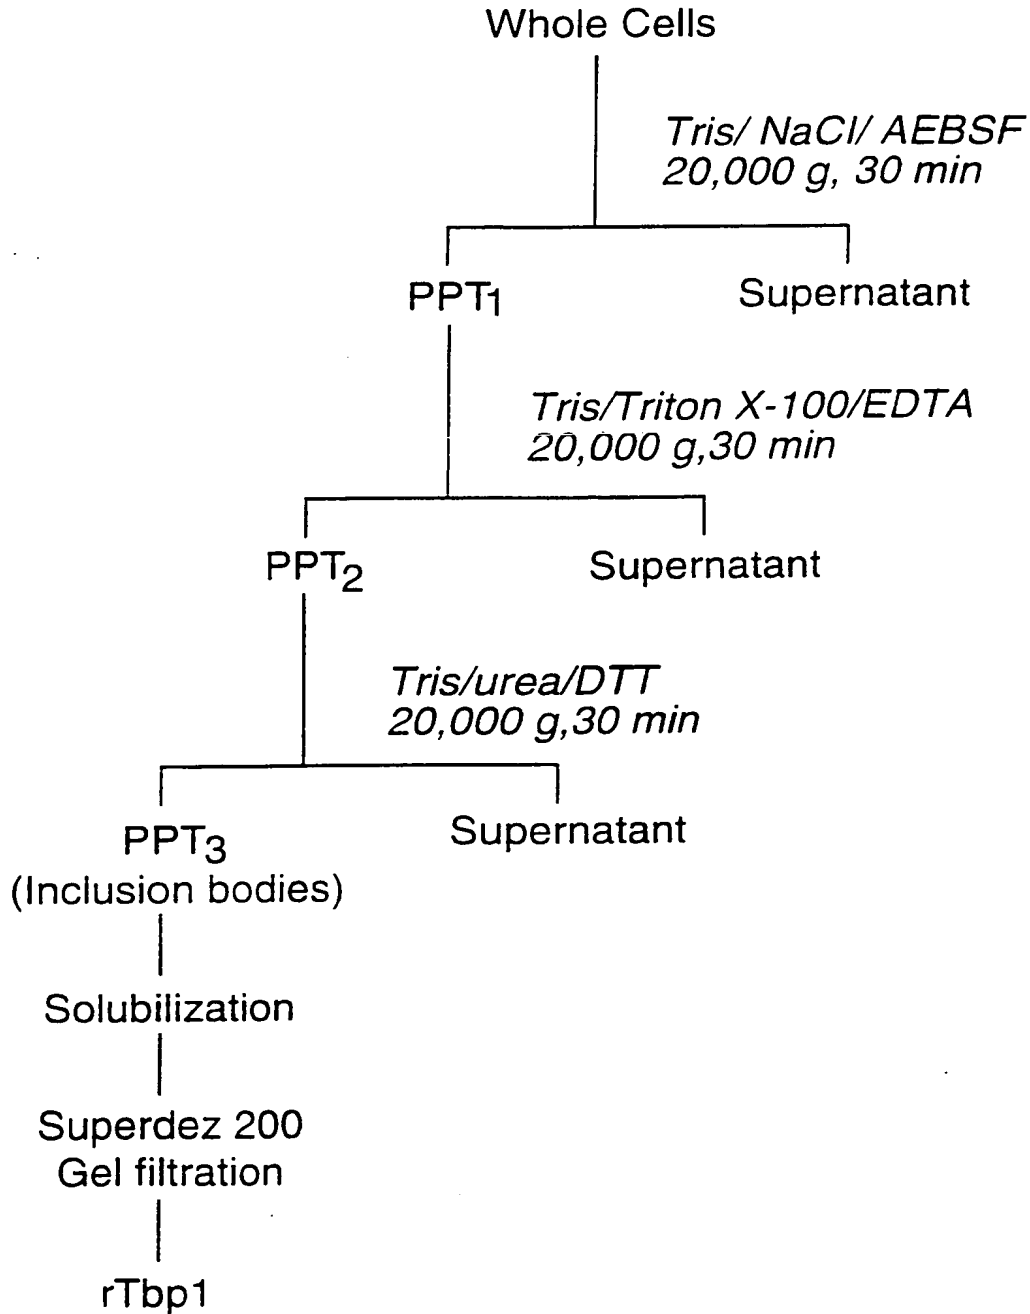 Whole Cells
Tris/ NaCl/ AEBSF
20,000 g, 30 min
PPT1
Supernatant
Tris/Triton X-100/EDTA
20,000 g,30 min
PPT2
Supernatant
Tris/urea/DTT
20,000 g,30 min
PPT3
Supernatant
(Inclusion bodies)
Solubilization
Superdez 200
Gel filtration
rTbp1